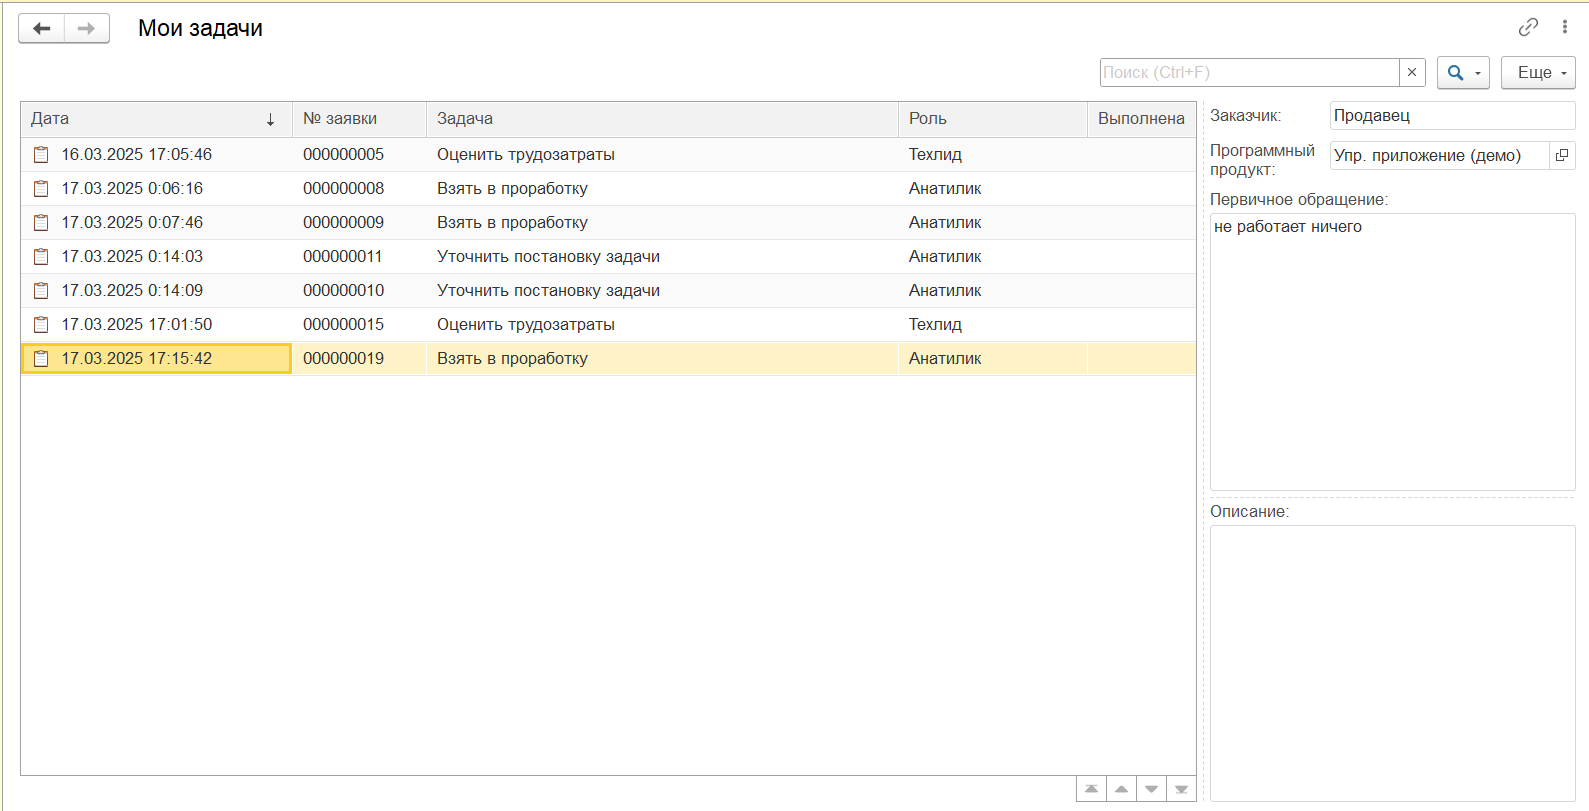 Мои задачи
Поиск (Ctrl+F)
Еще
Дата № заявки Задача Роль Выполнена
16.03.2025 17:05:46 000000005 Оценить трудозатраты Техлид
17.03.2025 0:06:16 000000008 Взять в проработку Анатилик
17.03.2025 0:07:46 000000009 Взять в проработку Анатилик
17.03.2025 0:14:03 000000011 Уточнить постановку задачи Анатилик
17.03.2025 0:14:09 000000010 Уточнить постановку задачи Анатилик
17.03.2025 17:01:50 000000015 Оценить трудозатраты Техлид
17.03.2025 17:15:42 000000019 Взять в проработку Анатилик
Заказчик: Продавец
Программный
продукт: Упр. приложение (демо)
Первичное обращение:
не работает ничего
Описание: